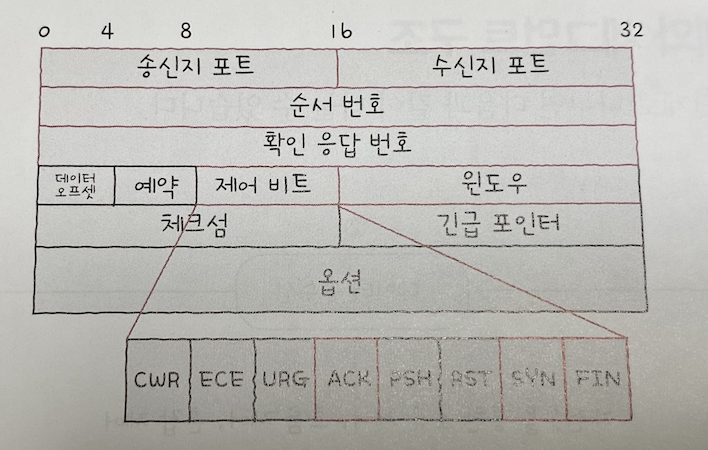 0 4 8 16 32
송신지 포트 수신지 포트
순서 번호
확인 응답 번호
데이터 오프셋 예약 제어 비트 윈도우
체크섬 긴급 포인터
옵션
CWR ECE URG ACK PSH RST SYN FIN